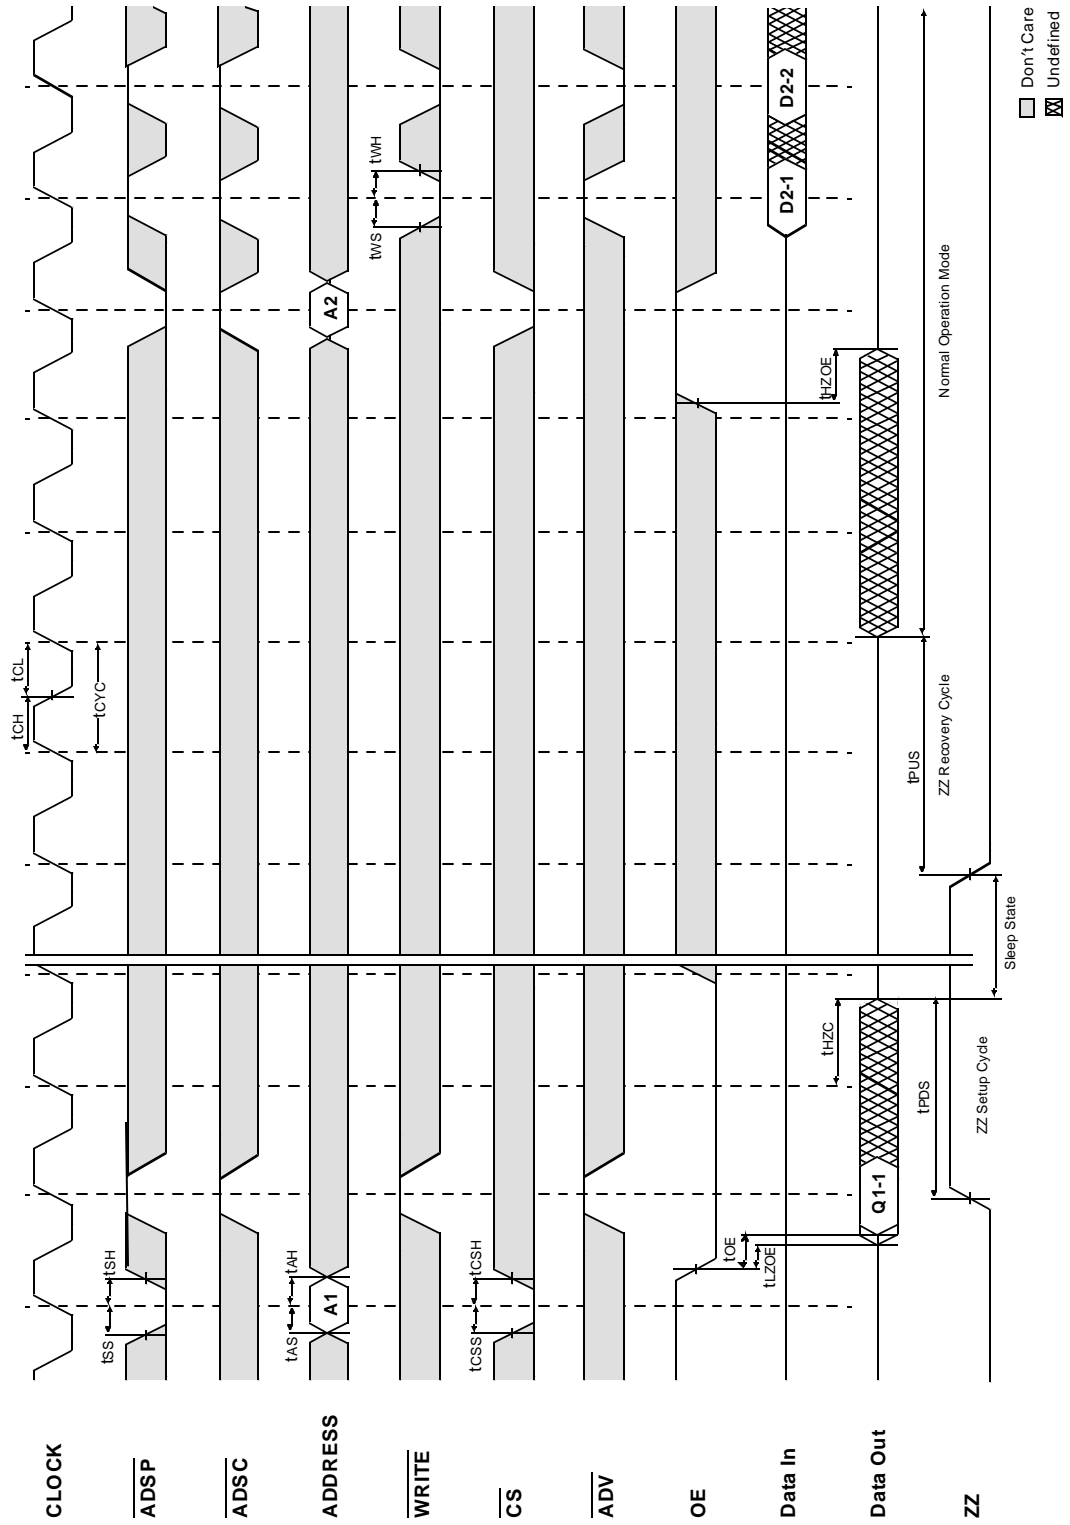 CLOCK
tCH
tCL
tCYC
ADSP
tSS
tSH
ADSC
ADDRESS
tAS
tAH
A1
A2
WRITE
tWS
tWH
CS
tCSS
tCSH
ADV
OE
tOE
tLZOE
Data In
D2-1
D2-2
tHZC
tHZOE
Data Out
Q1-1
tPDS
tPUS
ZZ Setup Cycle
ZZ Recovery Cycle
Normal Operation Mode
ZZ
Sleep State
Don't Care
Undefined